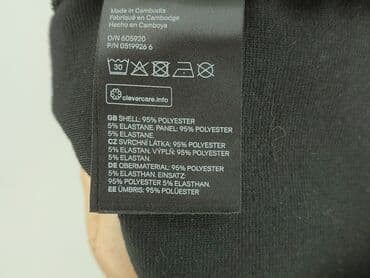 Made in Cambodia
Fabriqué en Cambodge
Hecho en Camboya
O/N 605920
P/N 0519926 6
30
clevercare.info
GB SHELL: 95% POLYESTER
5% ELASTANE. PANEL: 95% POLYESTER
5% ELASTANE.
CZ SVRCHNÍ LÁTKA: 95% POLYESTER
5% ELASTAN. VÝPLŇ: 95% POLYESTER
5% ELASTAN.
DE OBERMATERIAL: 95% POLYESTER
5% ELASTHAN. EINSATZ:
95% POLYESTER 5% ELASTHAN.
EE ÜMBRIS: 95% POLÜESTER